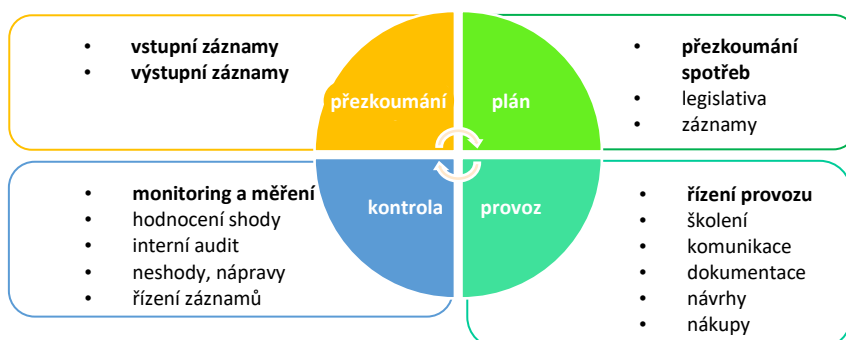 • vstupní záznamy
• výstupní záznamy
přezkoumání
plán
• přezkoumání
spotřeb
• legislativa
• záznamy
• monitoring a měření
• hodnocení shody
• interní audit
• neshody, nápravy
• řízení záznamů
kontrola
provoz
• řízení provozu
• školení
• komunikace
• dokumentace
• návrhy
• nákupy